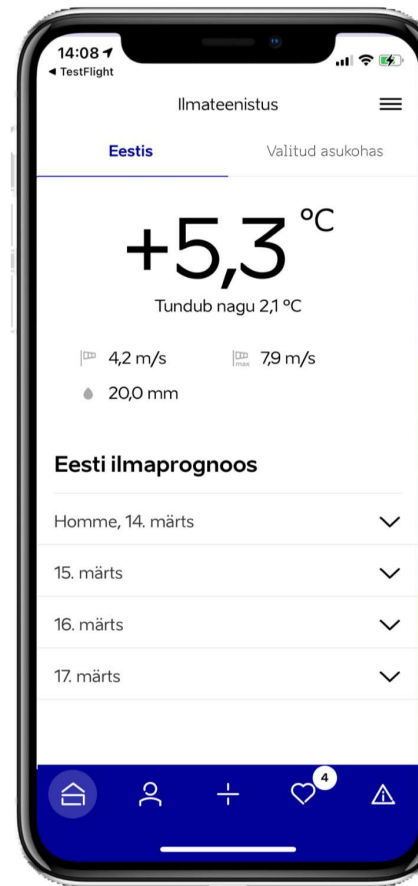 14:08
◀ TestFlight
Ilmateenistus
Eestis
Valitud asukohas
+5,3 °C
Tundub nagu 2,1 °C
4,2 m/s
max 7,9 m/s
20,0 mm
Eesti ilmaprognoos
Homme, 14. märts
15. märts
16. märts
17. märts
4